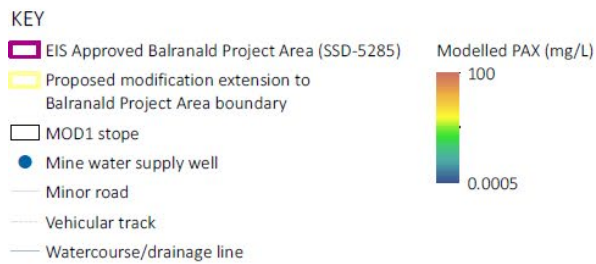 KEY
EIS Approved Balranald Project Area (SSD-5285)
Proposed modification extension to
Balranald Project Area boundary
MOD1 stope
Mine water supply well
Minor road
Vehicular track
Watercourse/drainage line
Modelled PAX (mg/L)
100
0.0005